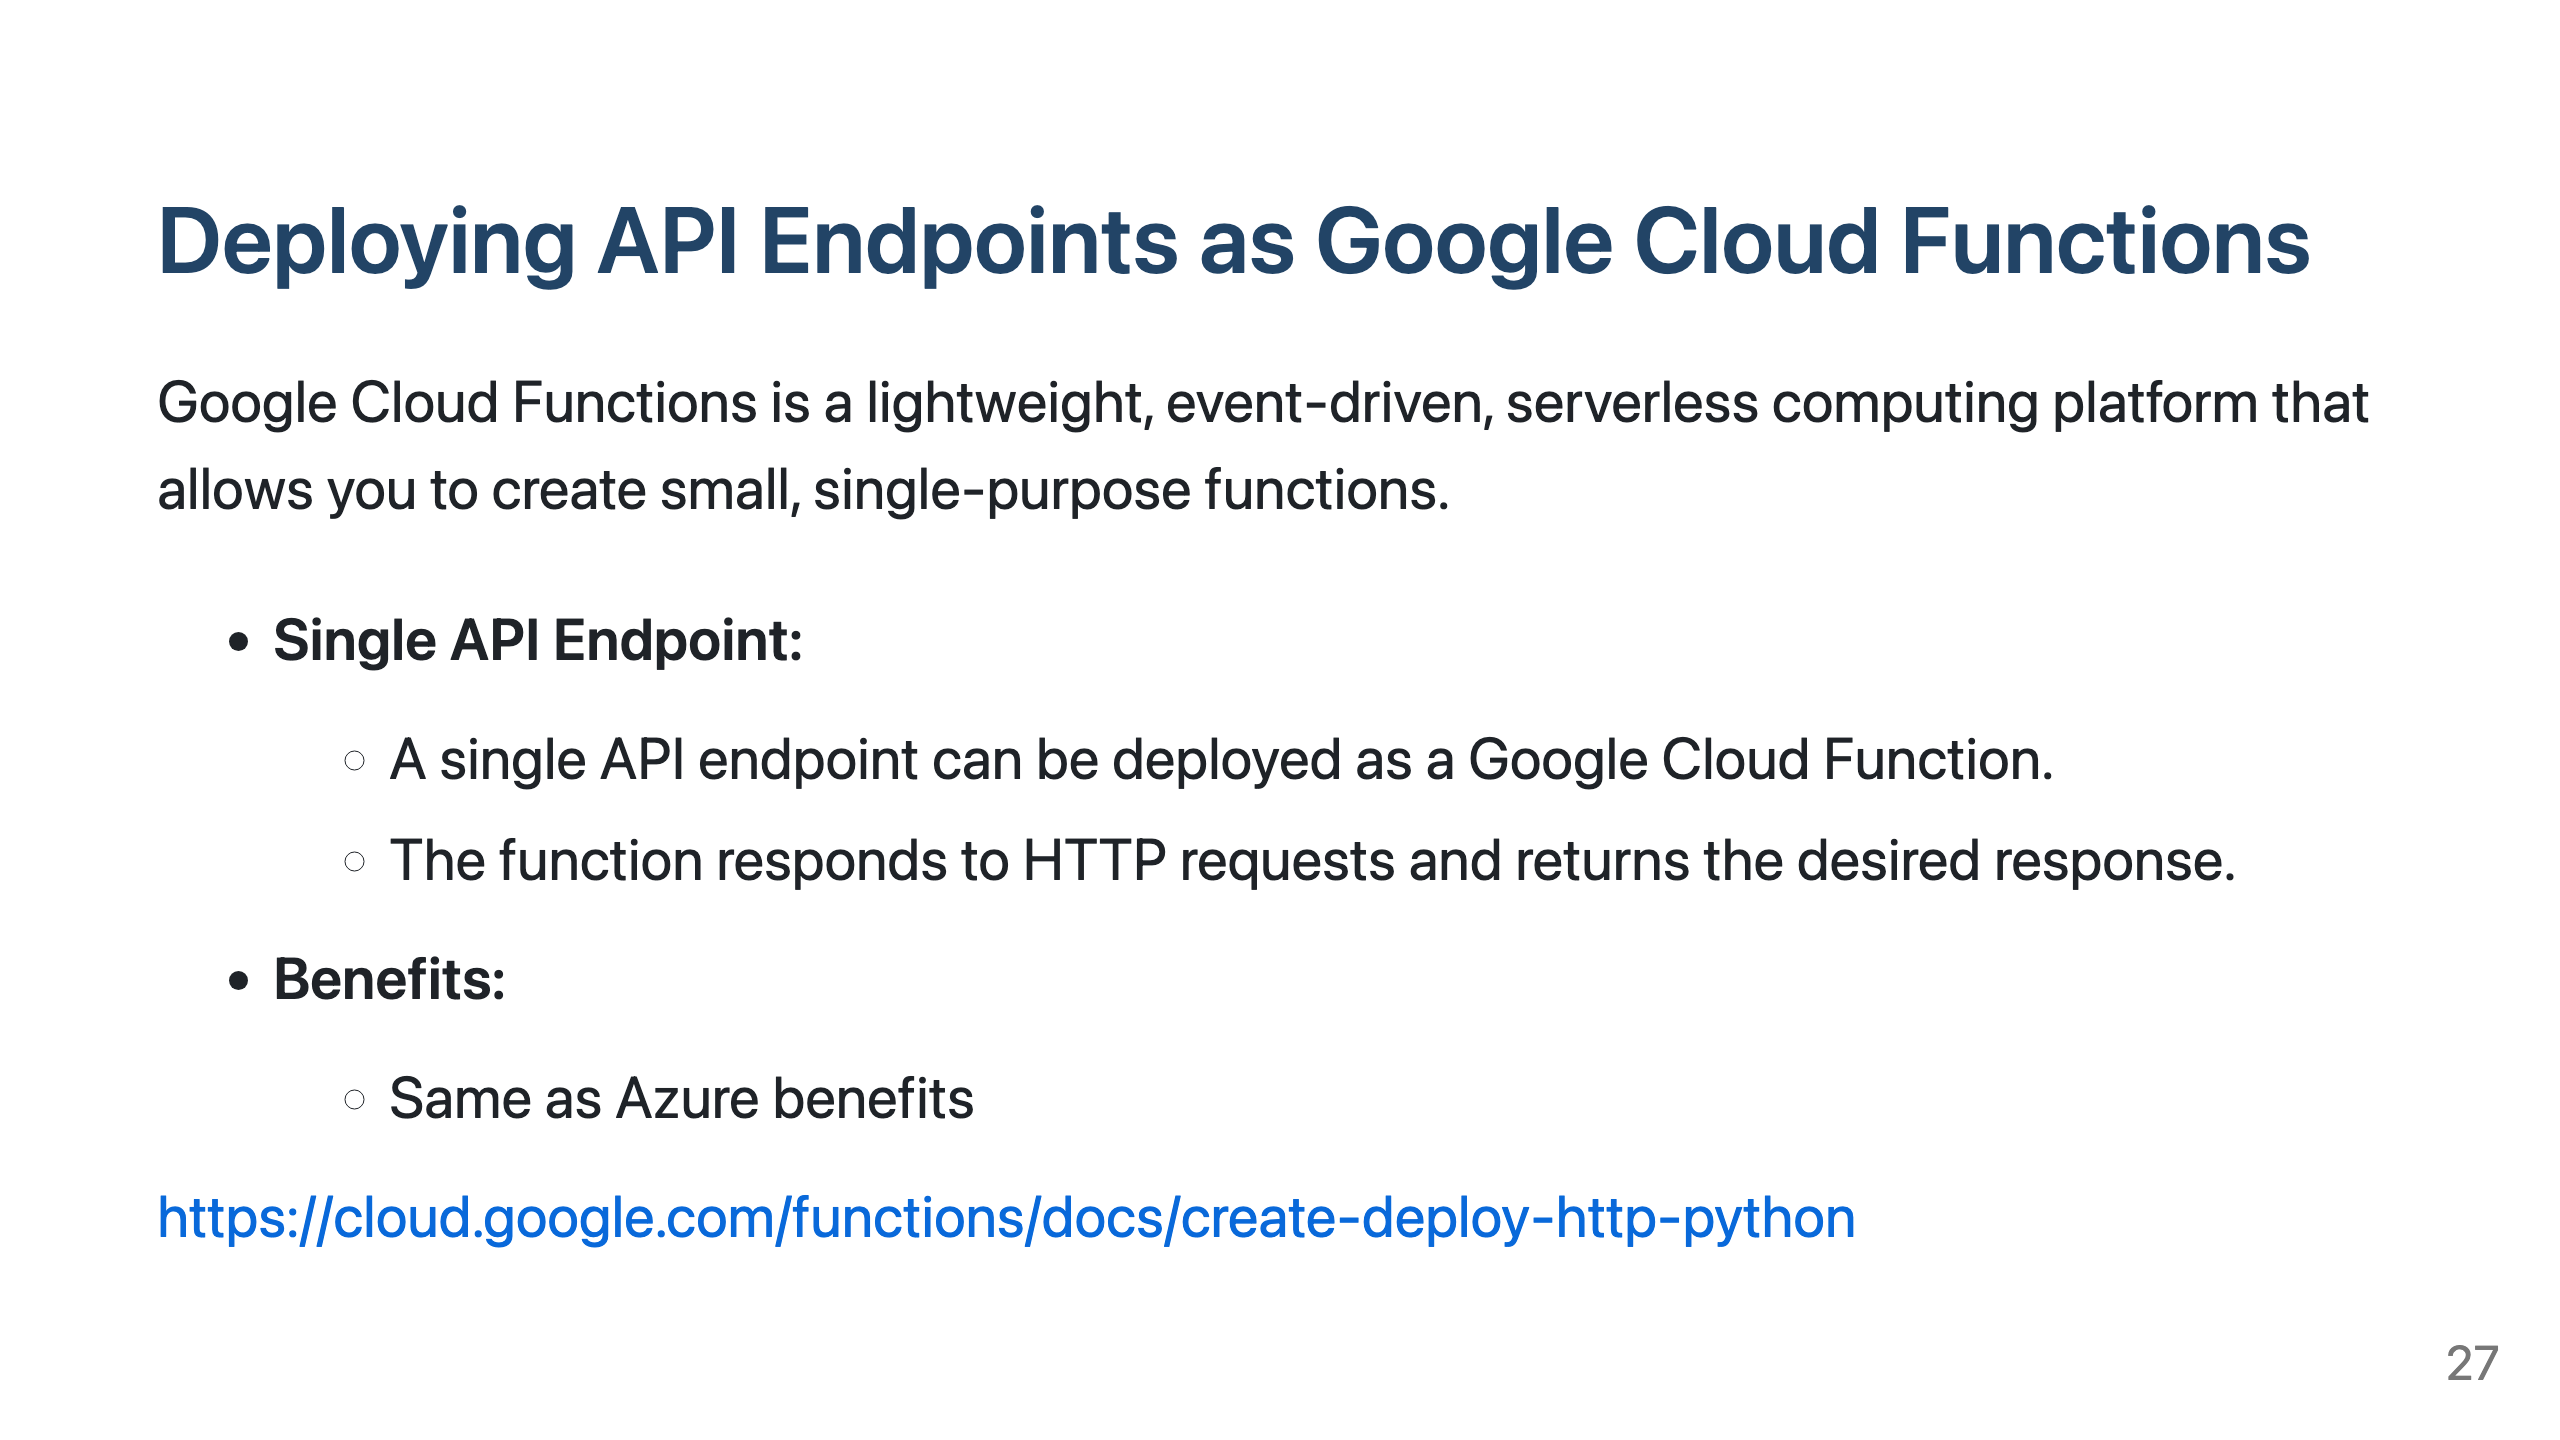 Deploying API Endpoints as Google Cloud Functions
Google Cloud Functions is a lightweight, event-driven, serverless computing platform that
allows you to create small, single-purpose functions.
• Single API Endpoint:
○ A single API endpoint can be deployed as a Google Cloud Function.
○ The function responds to HTTP requests and returns the desired response.
• Benefits:
○ Same as Azure benefits
https://cloud.google.com/functions/docs/create-deploy-http-python
27